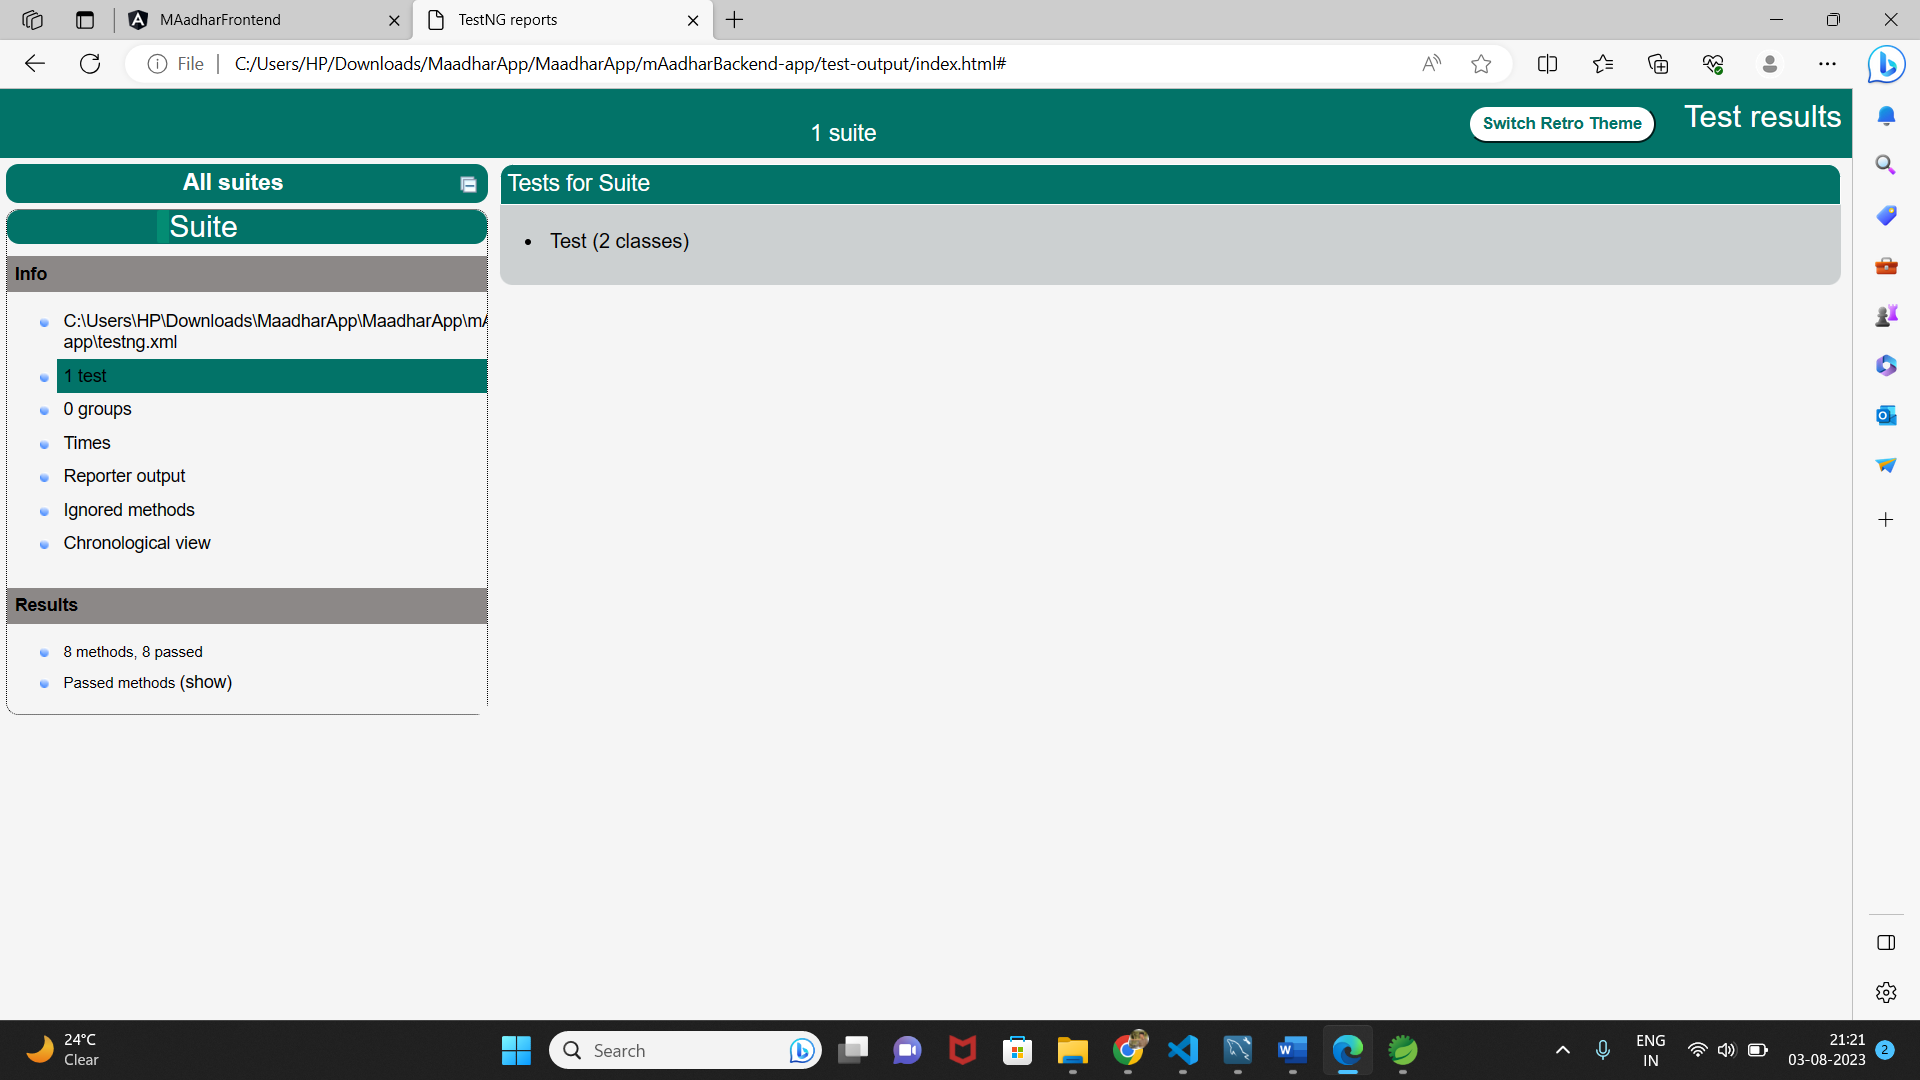 MAadharFrontend
TestNG reports
File
C:/Users/HP/Downloads/MaadharApp/MaadharApp/mAadharBackend-app/test-output/index.html#
1 suite
Switch Retro Theme
Test results
All suites
Suite
Info
C:\Users\HP\Downloads\MaadharApp\MaadharApp\mA
app\testng.xml
1 test
0 groups
Times
Reporter output
Ignored methods
Chronological view
Results
8 methods, 8 passed
Passed methods (show)
Tests for Suite
Test (2 classes)
24°C
Clear
Search
ENG
IN
21:21
03-08-2023
2